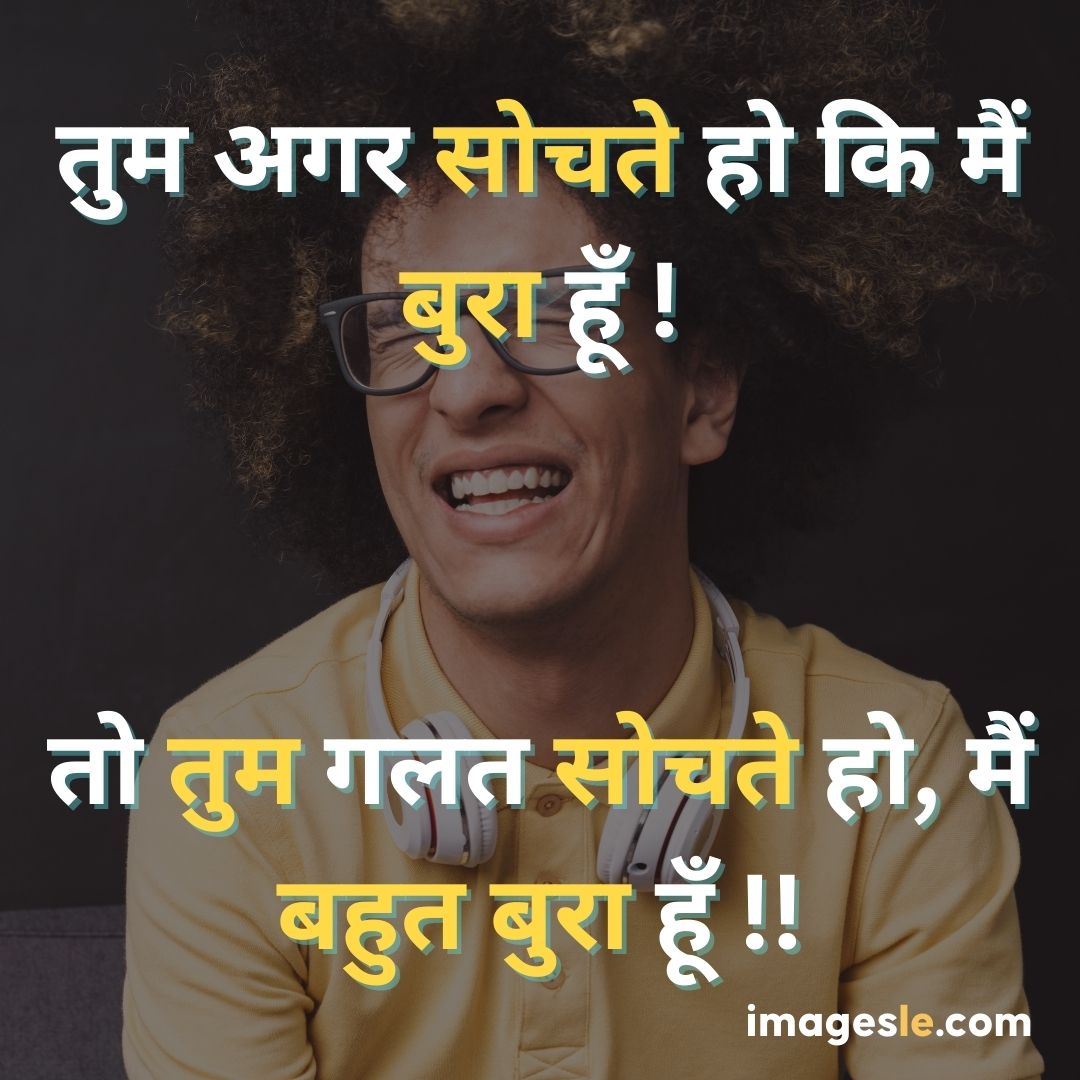 तुम अगर सोचते हो कि मैं
बुरा हूँ !
तो तुम गलत सोचते हो, मैं
बहुत बुरा हूँ !!
imagesle.com